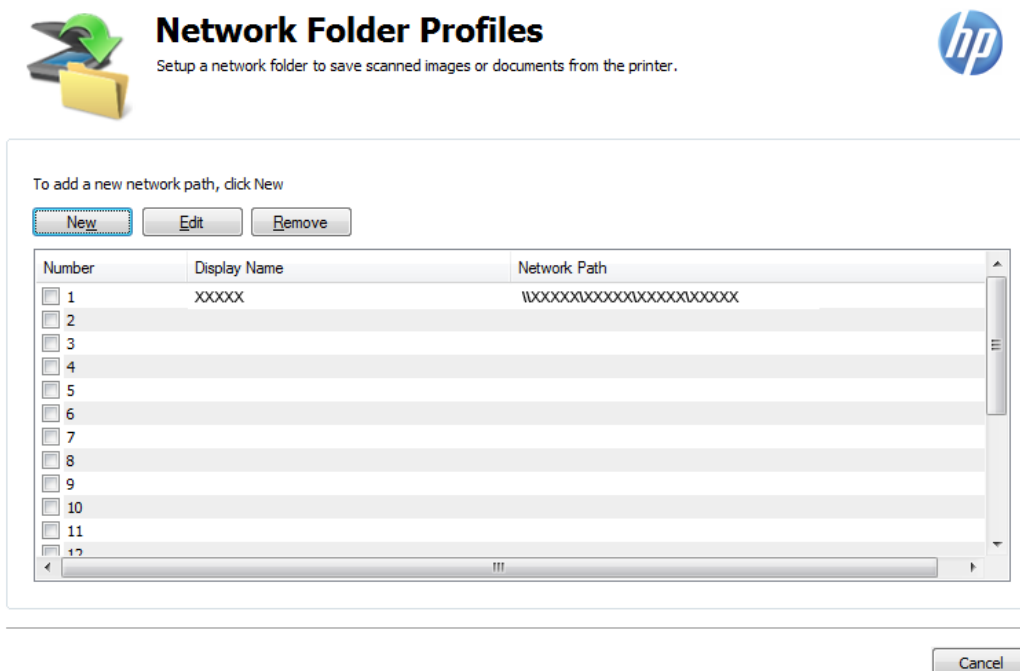 Network Folder Profiles
Setup a network folder to save scanned images or documents from the printer.
hp
To add a new network path, click New
New Edit Remove
Number Display Name Network Path
1 XXXXX \\XXXXX\XXXXX\XXXXX\XXXXX
2
3
4
5
6
7
8
9
10
11
12
Cancel